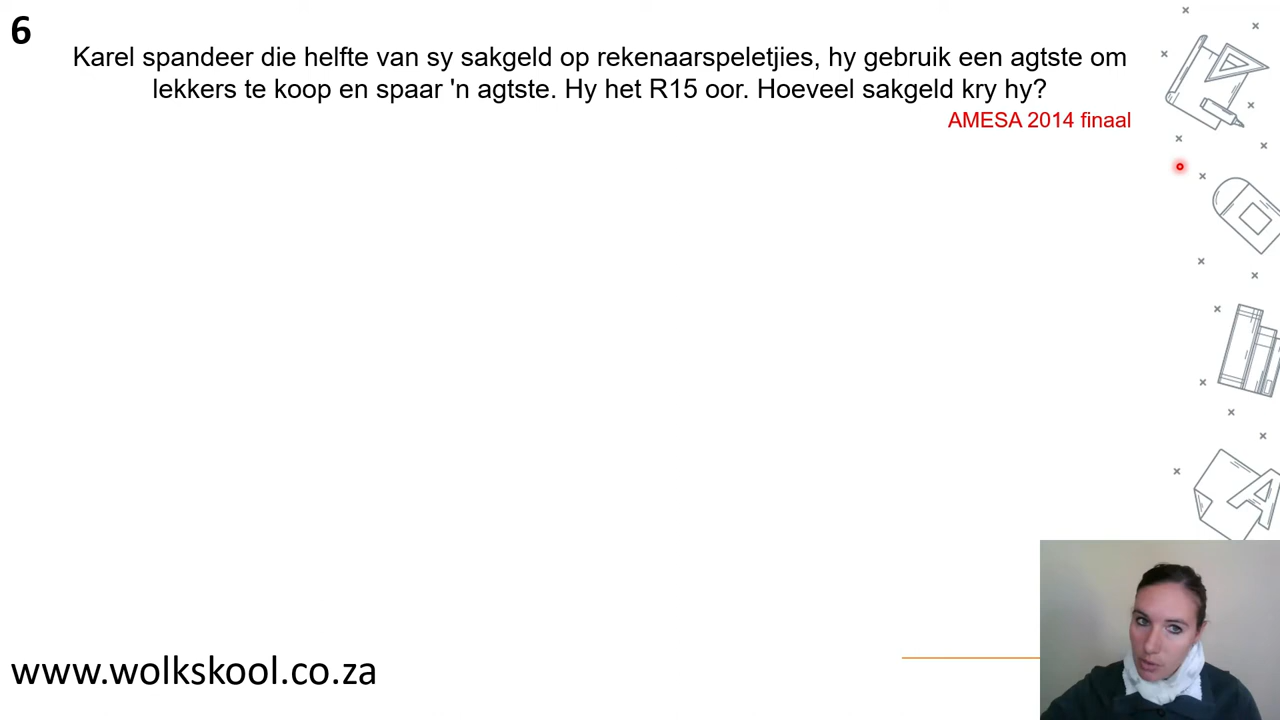 6
Karel spandeer die helfte van sy sakgeld op rekenaarspeletjies, hy gebruik een agtste om
lekkers te koop en spaar 'n agtste. Hy het R15 oor. Hoeveel sakgeld kry hy?
AMESA 2014 finaal
www.wolkskool.co.za